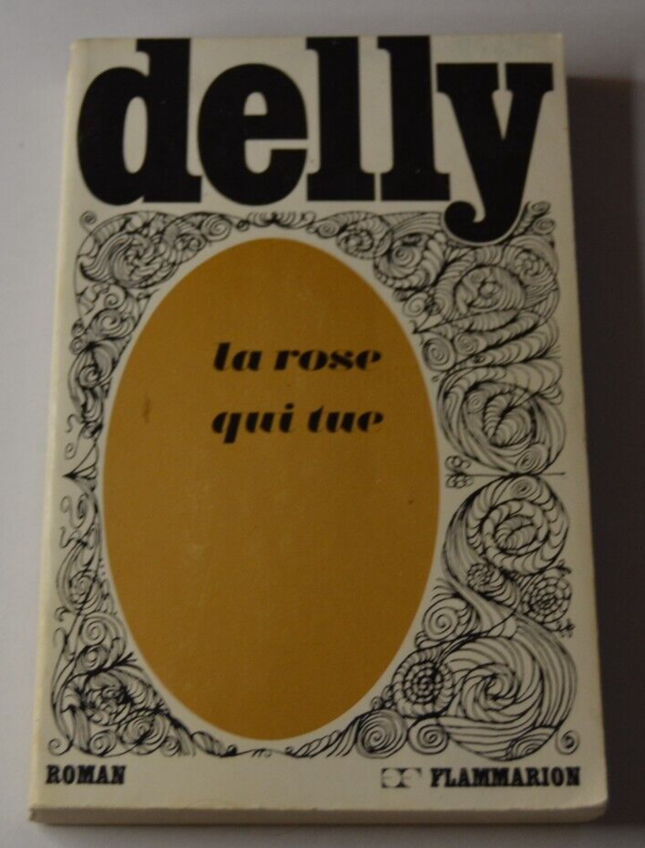 delly
la rose
qui tue
ROMAN
FLAMMARION